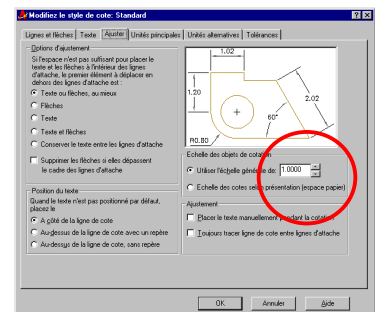 Modifiez le style de cote: Standard
Lignes et flèches
Texte
Ajuster
Unités principales
Unités alternatives
Tolérances
Options d'ajustement
Si l'espace n'est pas suffisant pour placer le
texte et les flèches à l'intérieur des lignes
d'attache, le premier élément à déplacer en
dehors des lignes d'attache est :
Texte ou flèches, au mieux
Flèches
Texte
Texte et flèches
Conserver le texte entre les lignes d'attache
Supprimer les flèches si elles dépassent
le cadre des lignes d'attache
Position du texte
Quand le texte n'est pas positionné par défaut,
placez le
A côté de la ligne de cote
Au-dessus de la ligne de cote avec un repère
Au-dessus de la ligne de cote, sans repère
1.02
1.20
2.02
60°
R0.80
Echelle des objets de cotation
Utiliser l'échelle générale de:
1.0000
Echelle des cotes selon présentation (espace papier)
Ajustement
Placer le texte manuellement pendant la cotation
Toujours tracer ligne de cote entre lignes d'attache
OK
Annuler
Aide